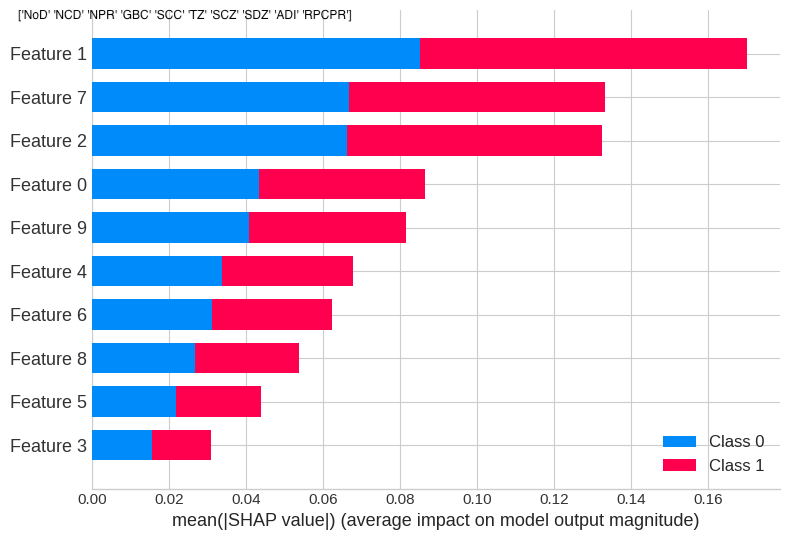 ['NoD' 'NCD' 'NPR' 'GBC' 'SCC' 'TZ' 'SCZ' 'SDZ' 'ADI' 'RPCPR']
Feature 1
Feature 7
Feature 2
Feature 0
Feature 9
Feature 4
Feature 6
Feature 8
Feature 5
Feature 3
Class 0
Class 1
0.00 0.02 0.04 0.06 0.08 0.10 0.12 0.14 0.16
mean(|SHAP value|) (average impact on model output magnitude)